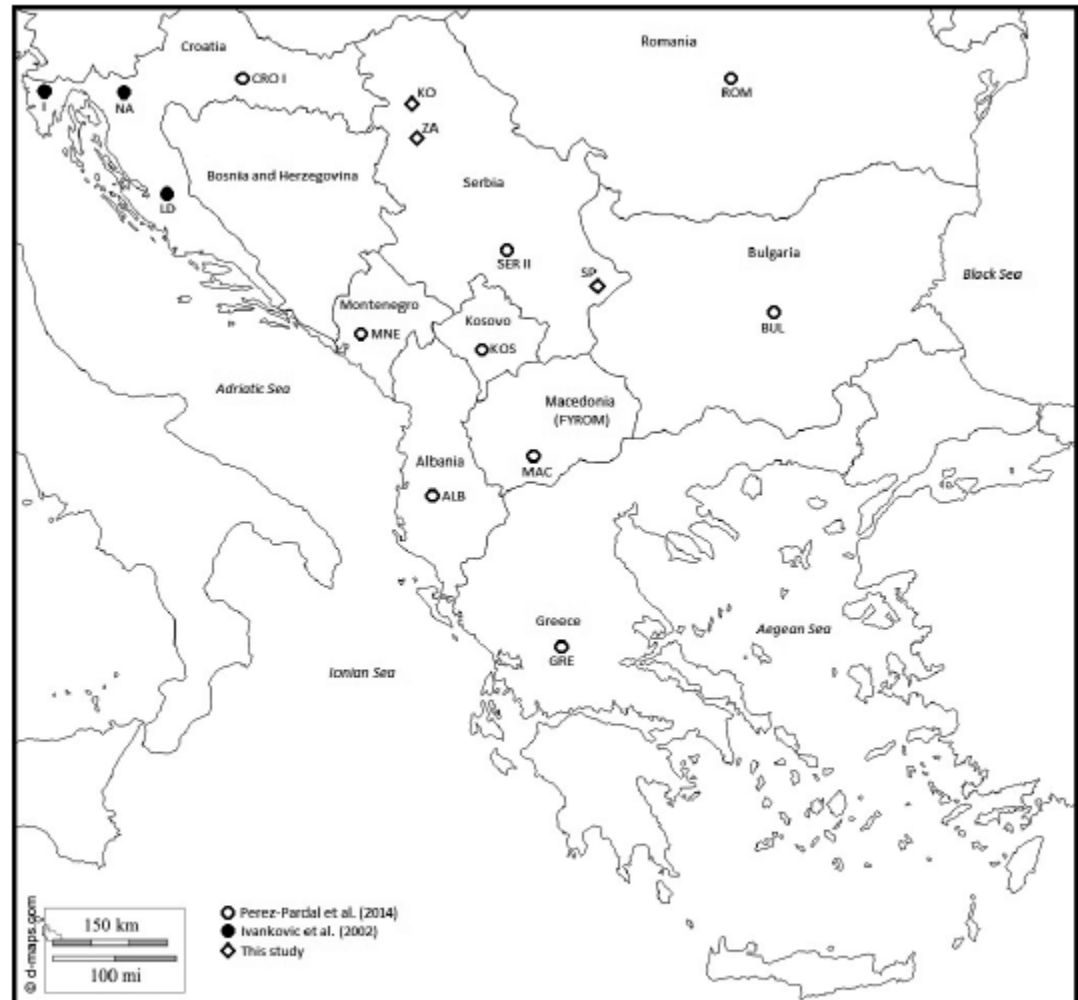 Croatia
Romania
CRO I
KO
ROM
I
NA
ZA
Bosnia and Herzegovina
Serbia
LD
SER II
SP
Bulgaria
Black Sea
Montenegro
MNE
Kosovo
KOS
BUL
Adriatic Sea
Macedonia
(FYROM)
MAC
Albania
ALB
Greece
GRE
Aegean Sea
Ionian Sea
© d-maps.com
150 km
100 mi
Perez-Pardal et al. (2014)
Ivankovic et al. (2002)
This study